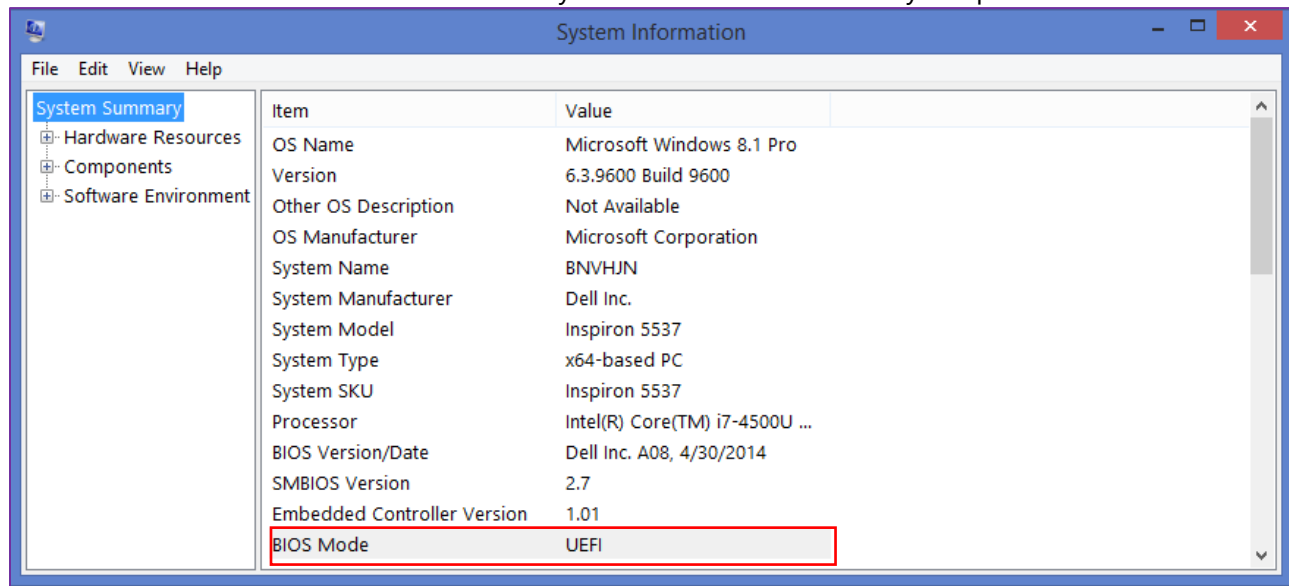 System Information
File Edit View Help
System Summary
Hardware Resources
Components
Software Environment
Item Value
OS Name Microsoft Windows 8.1 Pro
Version 6.3.9600 Build 9600
Other OS Description Not Available
OS Manufacturer Microsoft Corporation
System Name BNVHJN
System Manufacturer Dell Inc.
System Model Inspiron 5537
System Type x64-based PC
System SKU Inspiron 5537
Processor Intel(R) Core(TM) i7-4500U ...
BIOS Version/Date Dell Inc. A08, 4/30/2014
SMBIOS Version 2.7
Embedded Controller Version 1.01
BIOS Mode UEFI